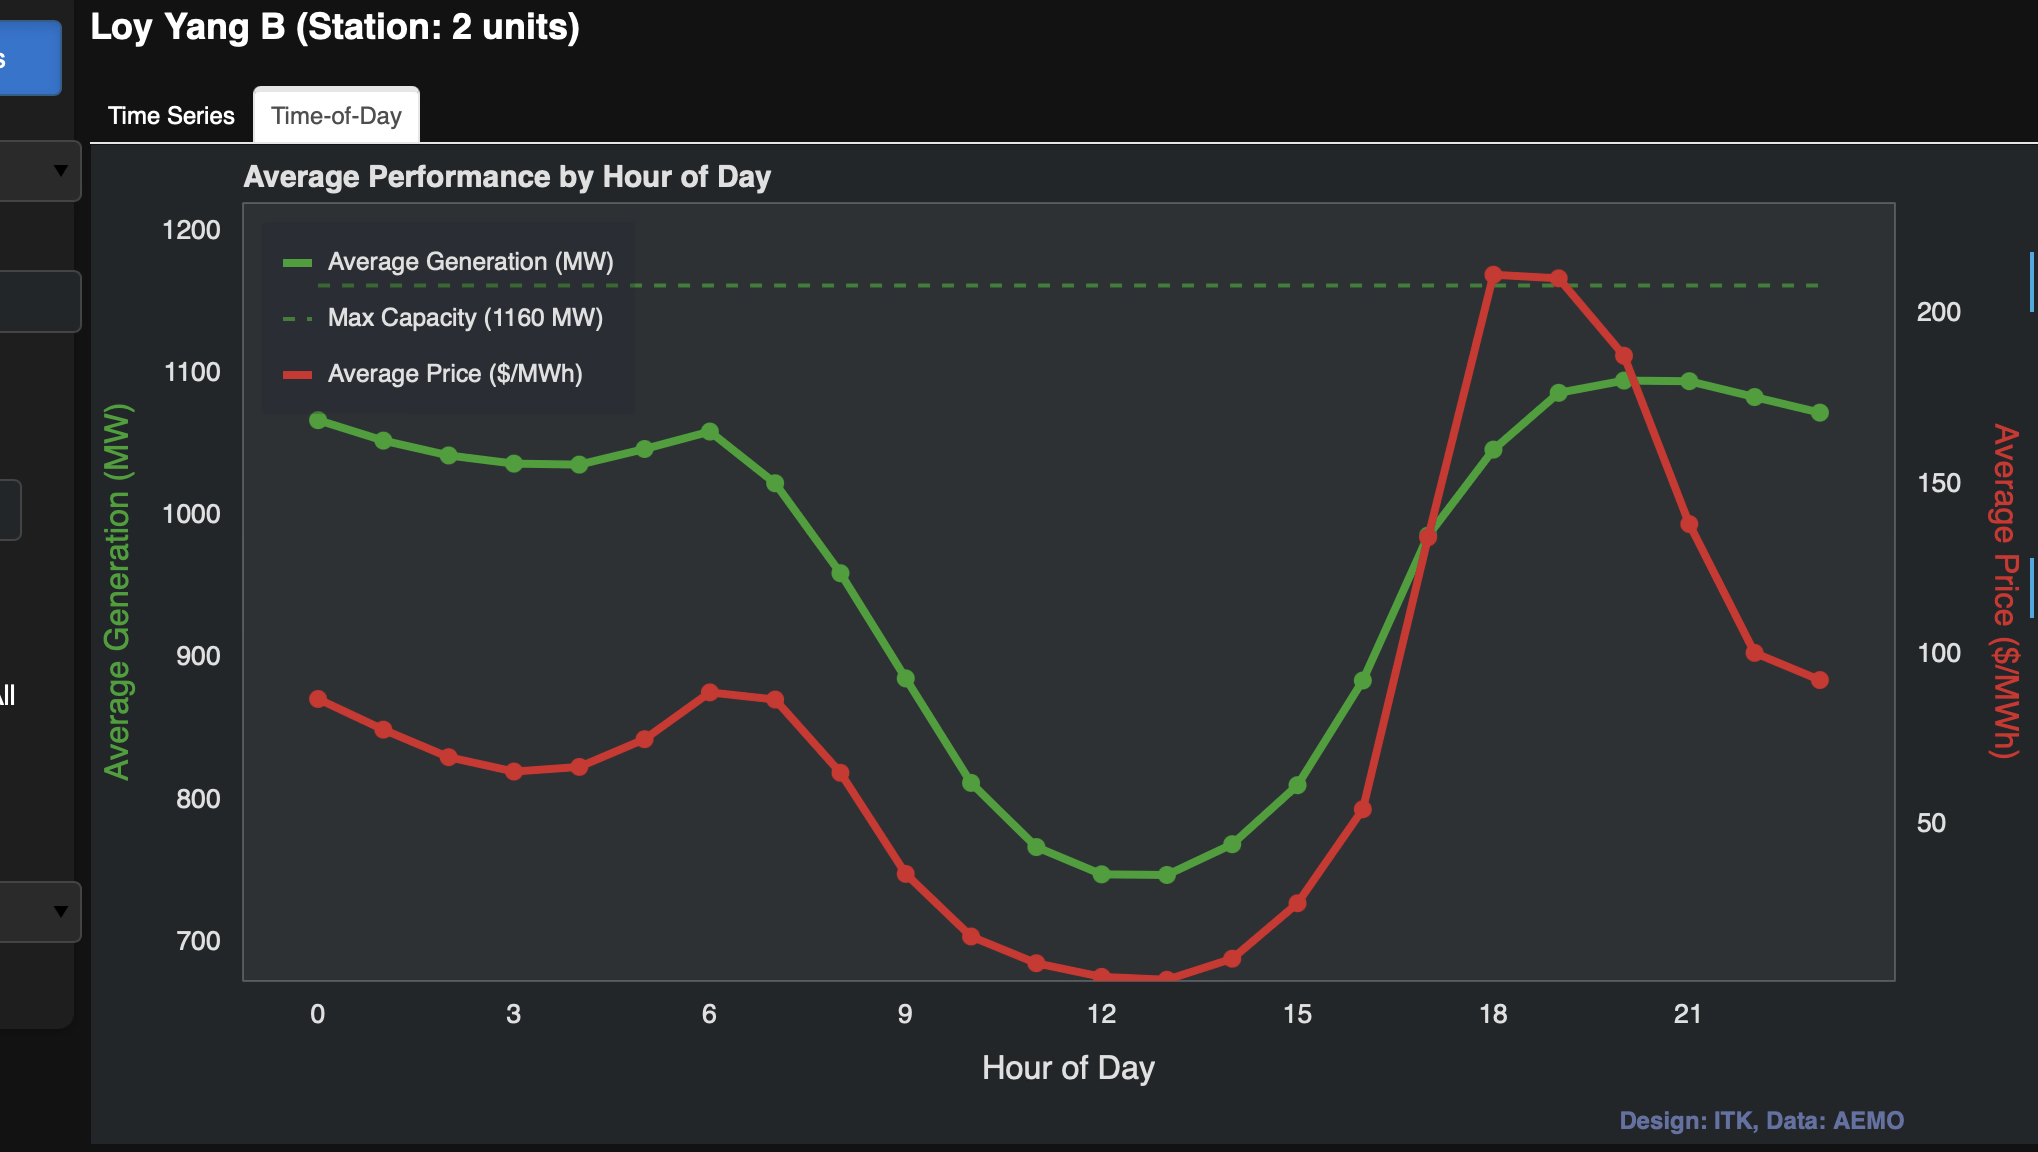 Loy Yang B (Station: 2 units)
s
Time Series
Time-of-Day
Average Performance by Hour of Day
Average Generation (MW)
Max Capacity (1160 MW)
Average Price ($/MWh)
1200
1100
1000
900
800
700
Average Generation (MW)
200
150
100
50
Average Price ($/MWh)
0 3 6 9 12 15 18 21
Hour of Day
Design: ITK, Data: AEMO